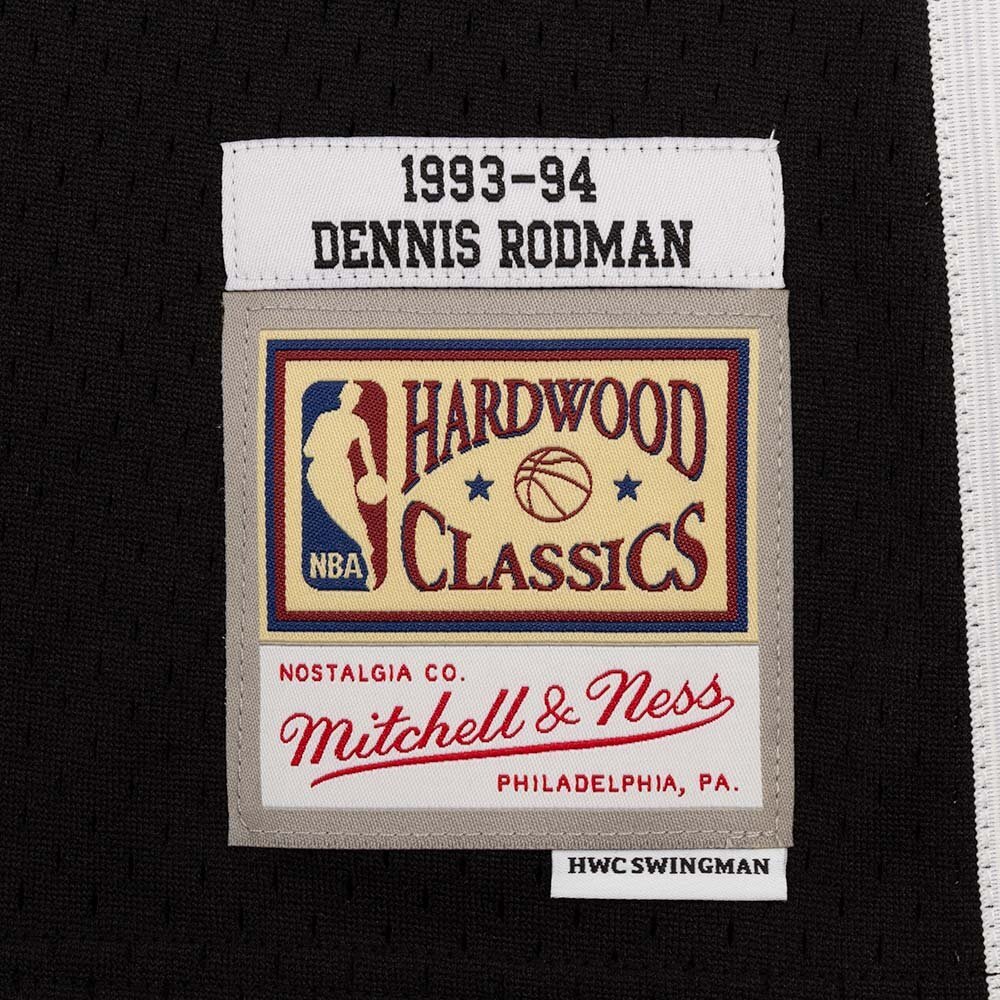 1993-94
DENNIS RODMAN
HARDWOOD
CLASSICS
NBA
NOSTALGIA CO.
Mitchell & Ness
PHILADELPHIA, PA.
HWC SWINGMAN